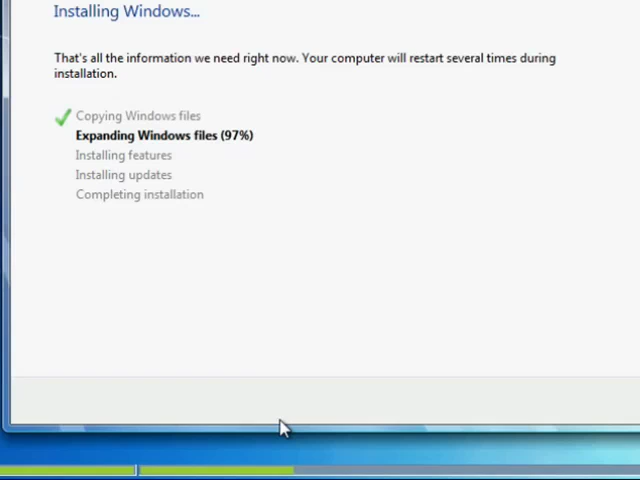 Installing Windows...
That's all the information we need right now. Your computer will restart several times during
installation.
Copying Windows files
Expanding Windows files (97%)
Installing features
Installing updates
Completing installation